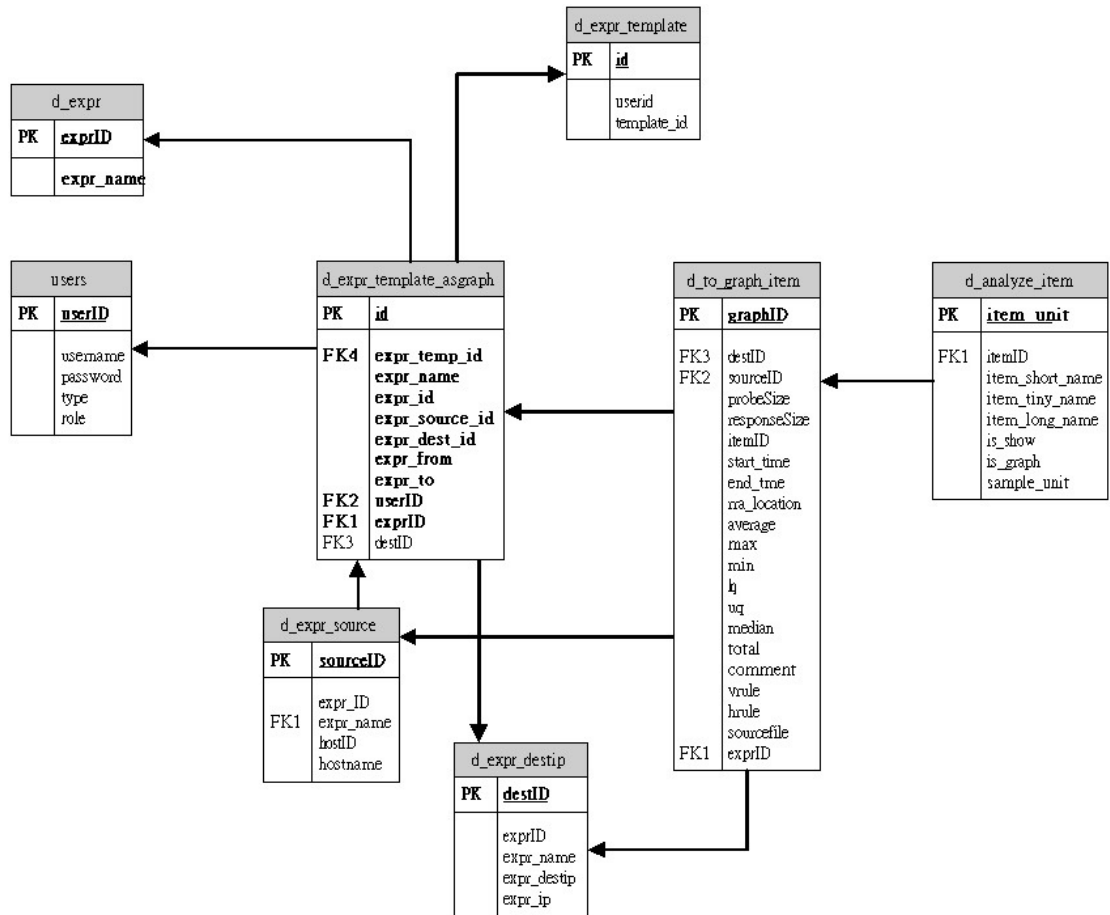 d_expr_template
PK id
userid
template_id
d_expr
PK exprID
expr_name
users
PK userID
username
password
type
role
d_expr_template_asgraph
PK id
FK4 expr_temp_id
expr_name
expr_id
expr_source_id
expr_dest_id
expr_from
expr_to
FK2 userID
FK1 exprID
FK3 destID
d_to_graph_item
PK graphID
FK3 destID
FK2 sourceID
probeSize
responseSize
itemID
start_time
end_tme
rra_location
average
max
min
lq
uq
median
total
comment
vrule
hrule
sourcefile
FK1 exprID
d_analyze_item
PK item_unit
FK1 itemID
item_short_name
item_tiny_name
item_long_name
is_show
is_graph
sample_unit
d_expr_source
PK sourceID
expr_ID
FK1 expr_name
hostID
hostname
d_expr_destip
PK destID
exprID
expr_name
expr_destip
expr_ip